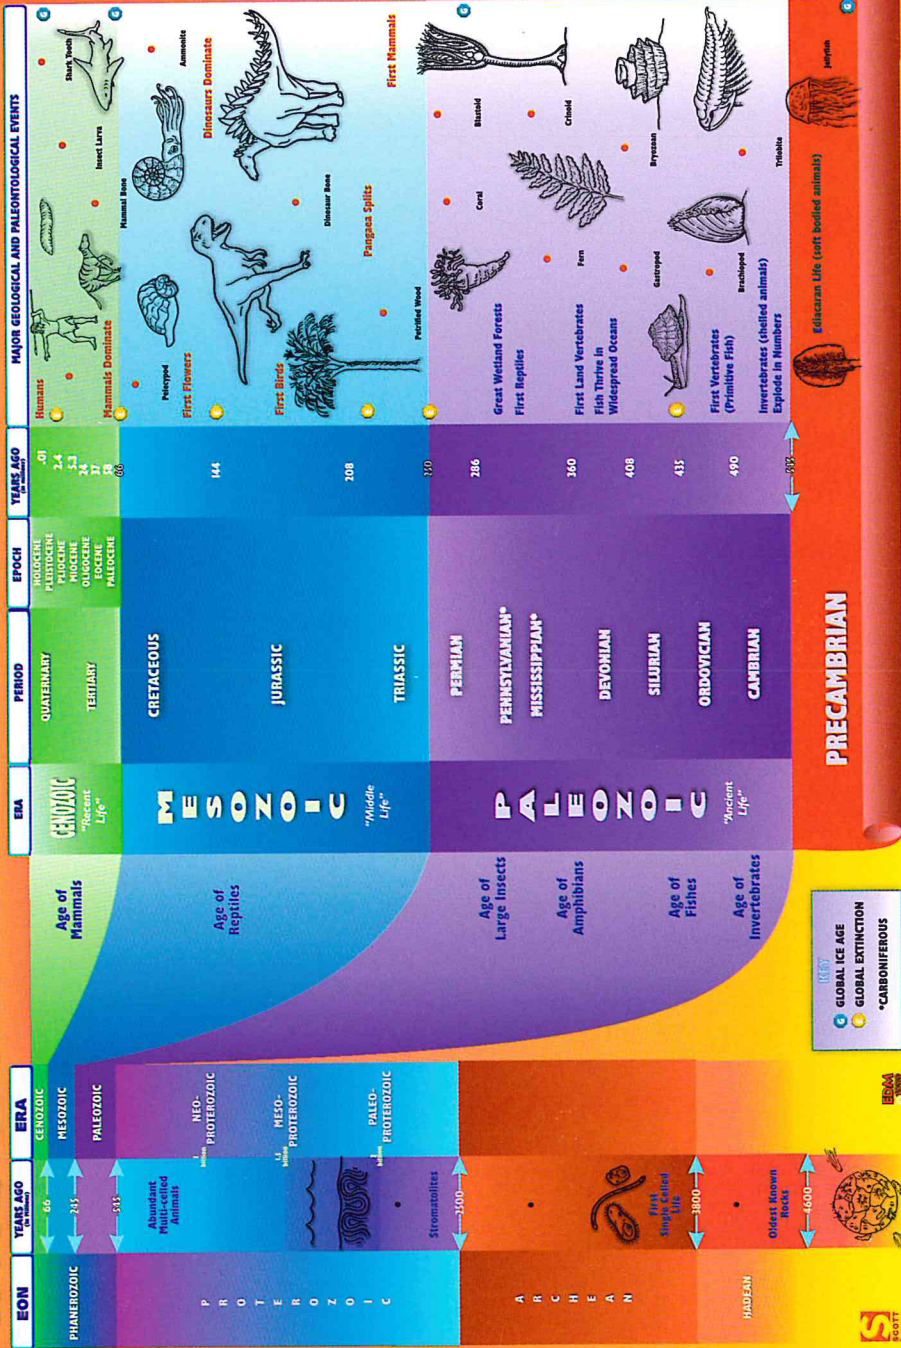 EON
PHANEROZOIC
PROTEROZOIC
ARCHEAN
HADEAN
YEARS AGO
66
245
545
Abundant
Multi-celled
Animals
1
billion
1.5
billion
2
billion
Stromatolites
2500
First
Single Celled
Life
3800
Oldest Known
Rocks
4600
ERA
CENOZOIC
MESOZOIC
PALEOZOIC
NEO-
PROTEROZOIC
MESO-
PROTEROZOIC
PALEO-
PROTEROZOIC
Age of
Mammals
Age of
Reptiles
Age of
Large Insects
Age of
Amphibians
Age of
Fishes
Age of
Invertebrates
ERA
CENOZOIC
"Recent
Life"
MESOZOIC
"Middle
Life"
PALEOZOIC
"Ancient
Life"
PRECAMBRIAN
PERIOD
QUATERNARY
TERTIARY
CRETACEOUS
JURASSIC
TRIASSIC
PERMIAN
PENNSYLVANIAN*
MISSISSIPPIAN*
DEVONIAN
SILURIAN
ORDOVICIAN
CAMBRIAN
EPOCH
HOLOCENE
PLEISTOCENE
PLIOCENE
MIOCENE
OLIGOCENE
EOCENE
PALEOCENE
YEARS AGO
.01
2.4
5.3
24
37
58
66
144
208
250
286
360
408
435
490
MAJOR GEOLOGICAL AND PALEONTOLOGICAL EVENTS
Humans
Shark Tooth
Insect Larva
Mammals Dominate
Mammal Bone
Pelecypod
Ammonite
First Flowers
Dinosaurs Dominate
First Birds
Dinosaur Bone
Pangaea Splits
First Mammals
Petrified Wood
Coral
Blastoid
Great Wetland Forests
First Reptiles
Fern
Crinoid
First Land Vertebrates
Fish Thrive in
Widespread Oceans
Gastropod
Bryozoan
First Vertebrates
(Primitive Fish)
Brachiopod
Trilobite
Invertebrates (shelled animals)
Explode in Numbers
Ediacaran Life (soft bodied animals)
Jellyfish
KEY
G GLOBAL ICE AGE
E GLOBAL EXTINCTION
*CARBONIFEROUS
S
SCOTT
EDM